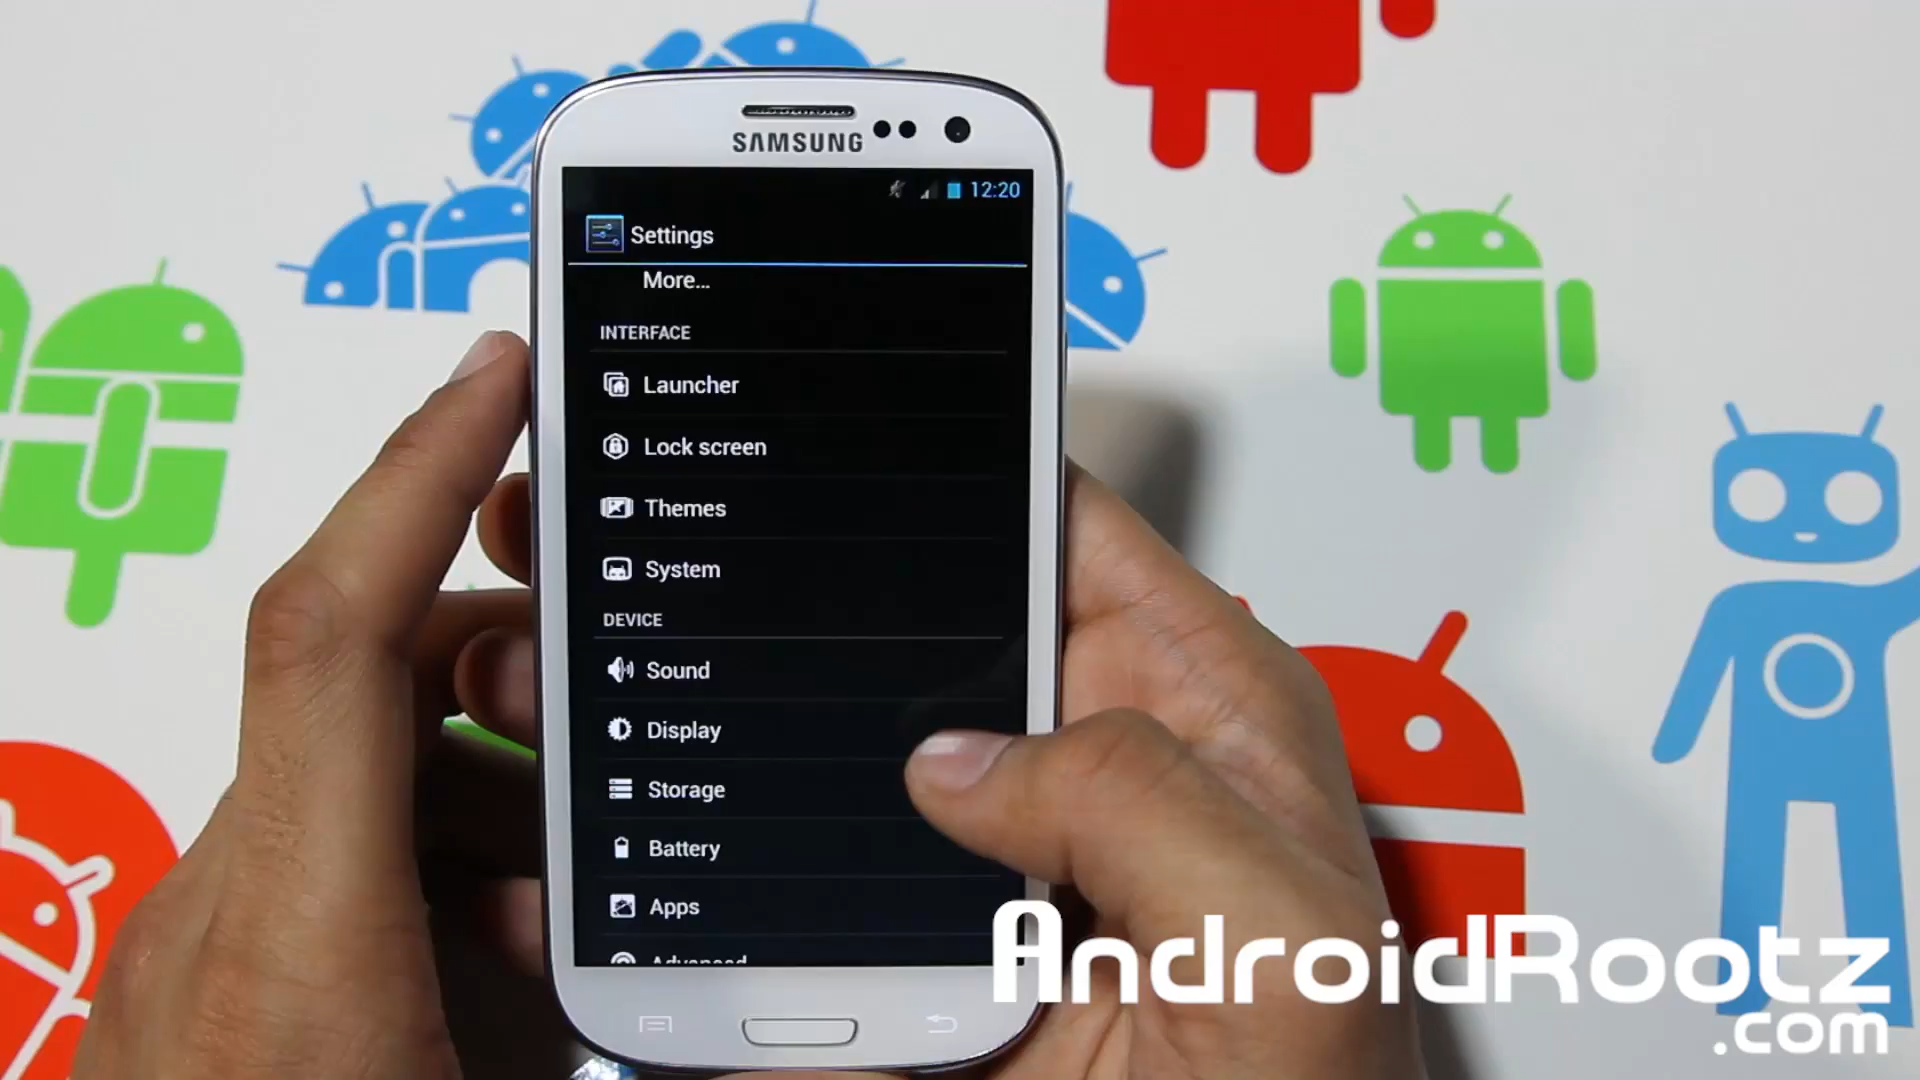 SAMSUNG
12:20
Settings
More...
INTERFACE
Launcher
Lock screen
Themes
System
DEVICE
Sound
Display
Storage
Battery
Apps
Advanced
AndroidRootz
.com